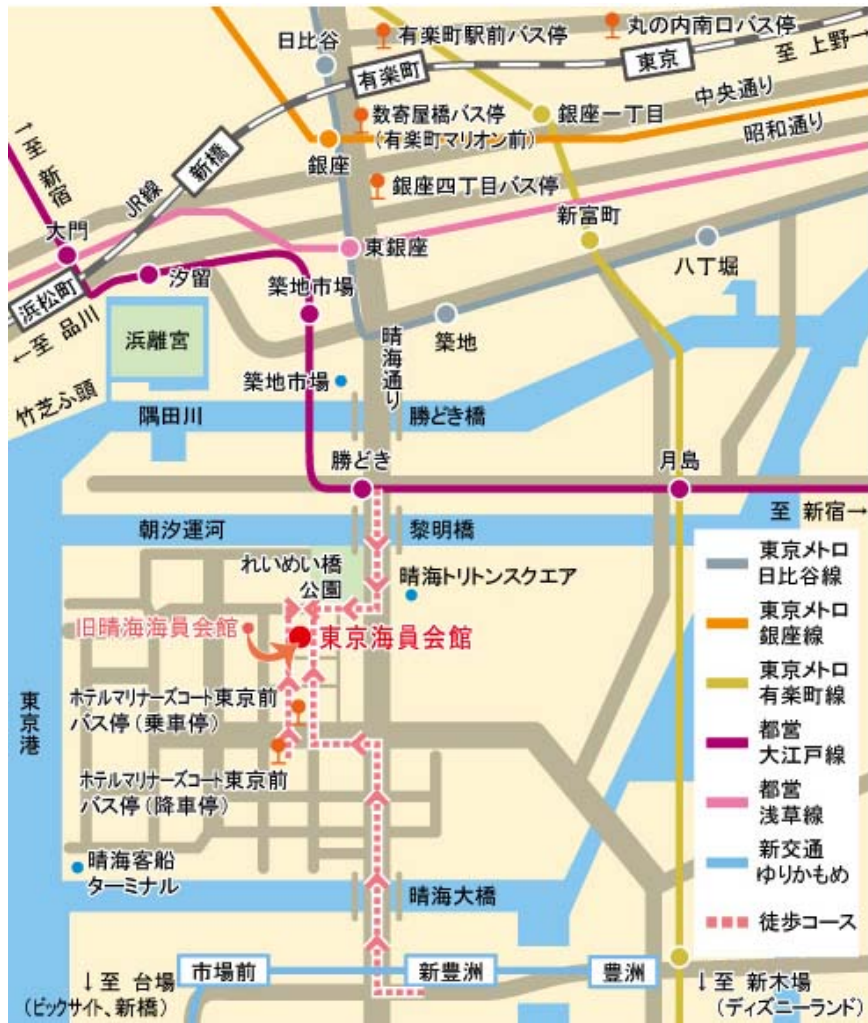 日比谷
有楽町駅前バス停
丸の内南口バス停
至 上野→
有楽町
東京
中央通り
数寄屋橋バス停
(有楽町マリオン前)
銀座一丁目
昭和通り
→至 新宿
新橋
銀座
JR線
銀座四丁目バス停
大門
東銀座
新富町
八丁堀
汐留
築地市場
浜松町
←至 品川
浜離宮
築地
晴海通り
築地市場
竹芝ふ頭
隅田川
勝どき橋
勝どき
月島
至 新宿→
朝汐運河
黎明橋
れいめい橋
公園
晴海トリトンスクエア
旧晴海海員会館
東京海員会館
東京港
ホテルマリナーズコート東京前
バス停(乗車停)
ホテルマリナーズコート東京前
バス停(降車停)
晴海客船
ターミナル
晴海大橋
東京メトロ
日比谷線
東京メトロ
銀座線
東京メトロ
有楽町線
都営
大江戸線
都営
浅草線
新交通
ゆりかもめ
徒歩コース
市場前
新豊洲
豊洲
↓至 台場
(ビックサイト、新橋)
↓至 新木場
(ディズニーランド)